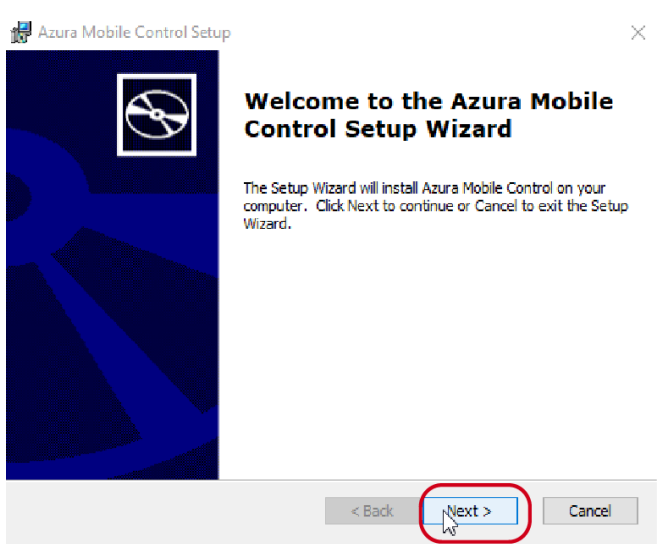 Azura Mobile Control Setup
Welcome to the Azura Mobile
Control Setup Wizard
The Setup Wizard will install Azura Mobile Control on your
computer. Click Next to continue or Cancel to exit the Setup
Wizard.
< Back Next > Cancel